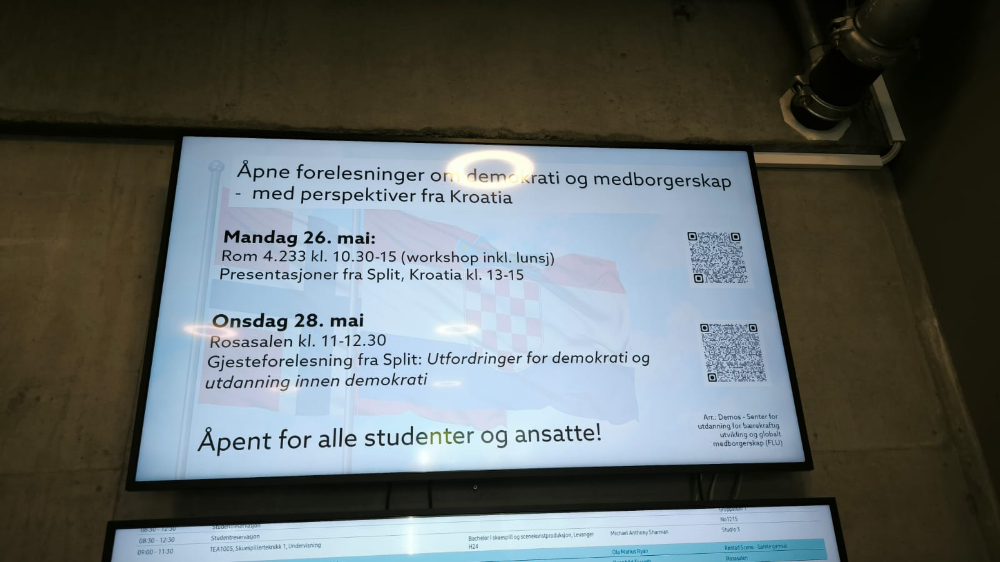 Åpne forelesninger om demokrati og medborgerskap
- med perspektiver fra Kroatia
Mandag 26. mai:
Rom 4.233 kl. 10.30-15 (workshop inkl. lunsj)
Presentasjoner fra Split, Kroatia kl. 13-15
Onsdag 28. mai
Rosasalen kl. 11-12.30
Gjesteforelesning fra Split: Utfordringer for demokrati og
utdanning innen demokrati
Åpent for alle studenter og ansatte!
Arr.: Demos - Senter for
utdanning for bærekraftig
utvikling og globalt
medborgerskap (FLU)
08:30 - 12:30 Studentreservasjon Grupperom 1
No1215
08:30 - 12:30 Studentreservasjon Bachelor i skuespill og scenekunstproduksjon, Levanger Michael Anthony Sharman Studio 3
09:00 - 11:30 TEA1005, Skuespillerteknikk 1, Undervisning H24
Ola Marius Ryan Røstad Scene - Gamle gymsal
Rosasalen